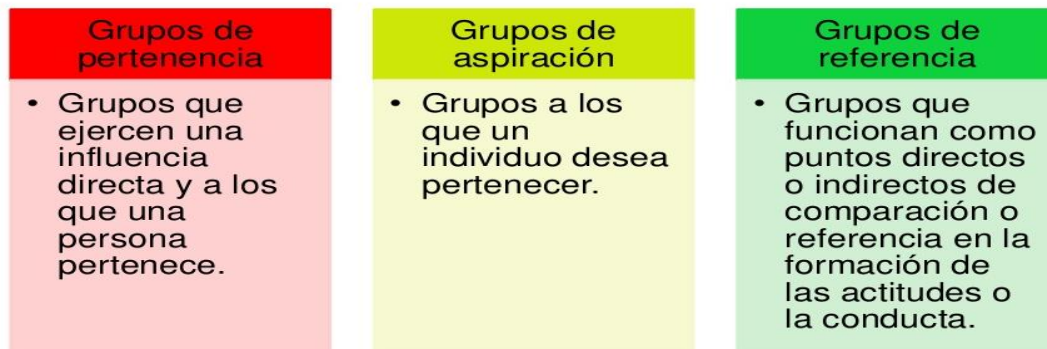 Grupos de
pertenencia
• Grupos que
ejercen una
influencia
directa y a los
que una
persona
pertenece.
Grupos de
aspiración
• Grupos a los
que un
individuo desea
pertenecer.
Grupos de
referencia
• Grupos que
funcionan como
puntos directos
o indirectos de
comparación o
referencia en la
formación de
las actitudes o
la conducta.